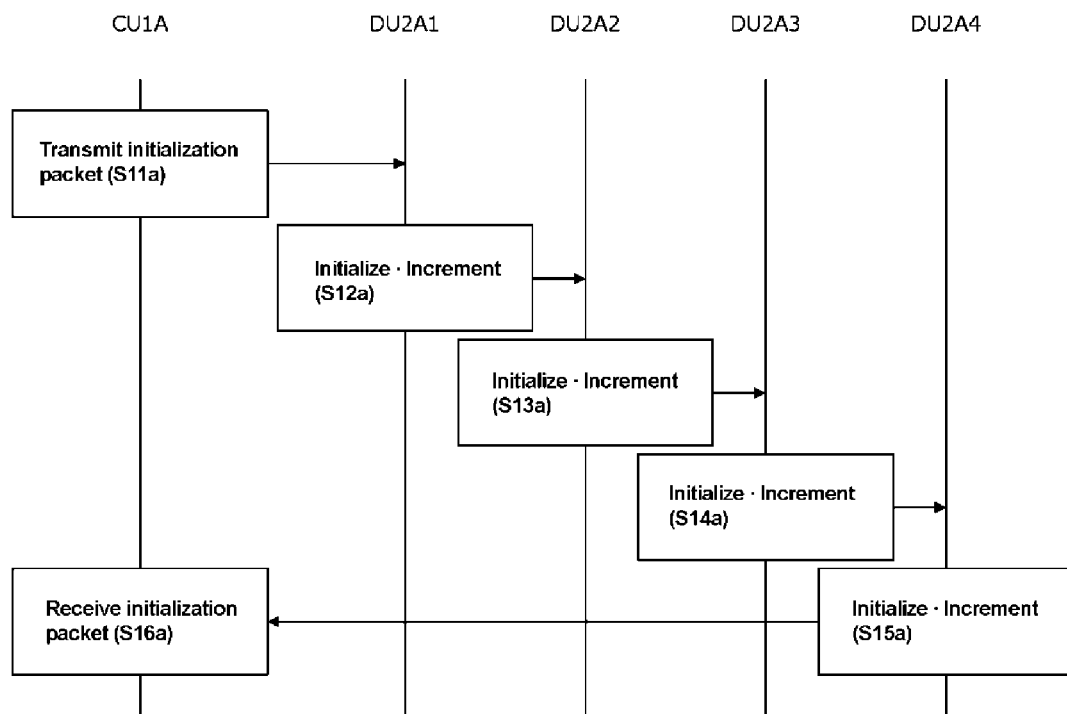 CU1A DU2A1 DU2A2 DU2A3 DU2A4
Transmit initialization
packet (S11a)
Initialize · Increment
(S12a)
Initialize · Increment
(S13a)
Initialize · Increment
(S14a)
Receive initialization
packet (S16a)
Initialize · Increment
(S15a)